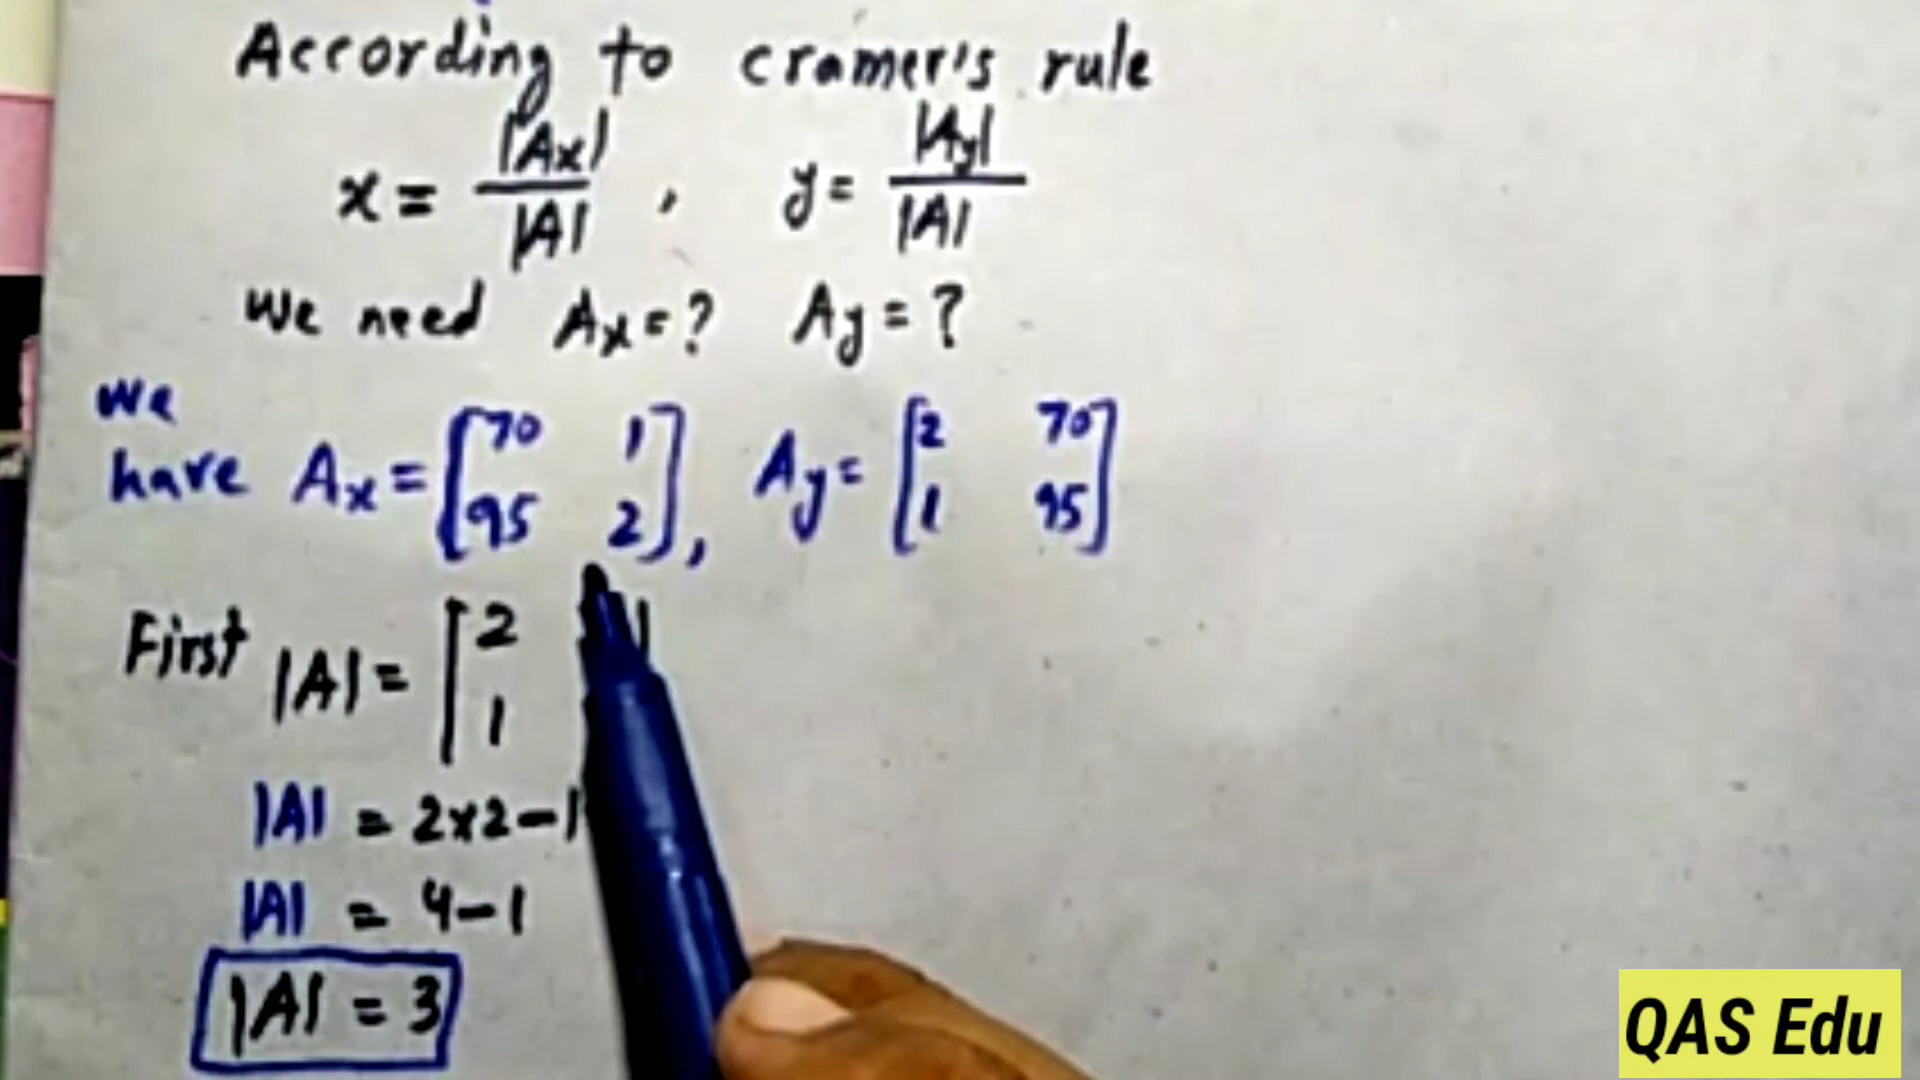 According to cramer's rule
x = |Ax| / |A| , y = |Ay| / |A|
We need Ax = ? Ay = ?
we
have Ax = [70 1
95 2], Ay = [2 70
1 95]
First |A| = |2 1
1
|A| = 2x2-1
|A| = 4-1
|A| = 3
QAS Edu